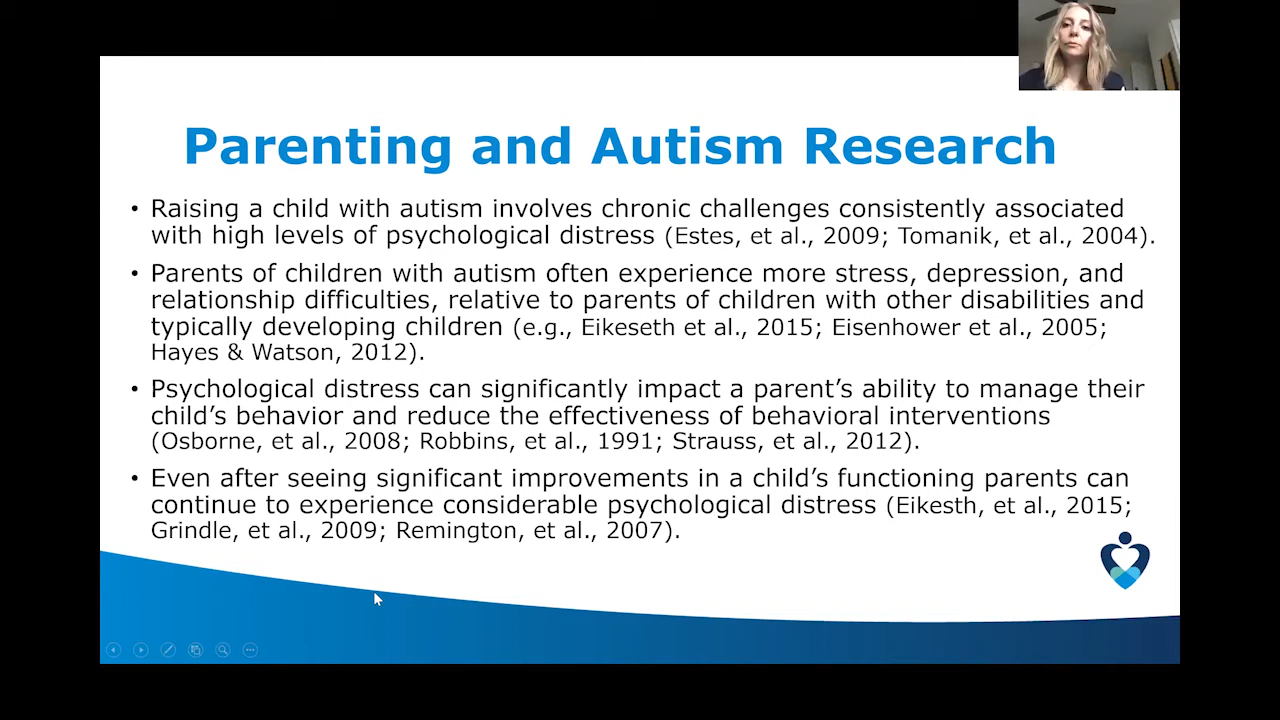 Parenting and Autism Research
• Raising a child with autism involves chronic challenges consistently associated
with high levels of psychological distress (Estes, et al., 2009; Tomanik, et al., 2004).
• Parents of children with autism often experience more stress, depression, and
relationship difficulties, relative to parents of children with other disabilities and
typically developing children (e.g., Eikeseth et al., 2015; Eisenhower et al., 2005;
Hayes & Watson, 2012).
• Psychological distress can significantly impact a parent’s ability to manage their
child’s behavior and reduce the effectiveness of behavioral interventions
(Osborne, et al., 2008; Robbins, et al., 1991; Strauss, et al., 2012).
• Even after seeing significant improvements in a child’s functioning parents can
continue to experience considerable psychological distress (Eikesth, et al., 2015;
Grindle, et al., 2009; Remington, et al., 2007).